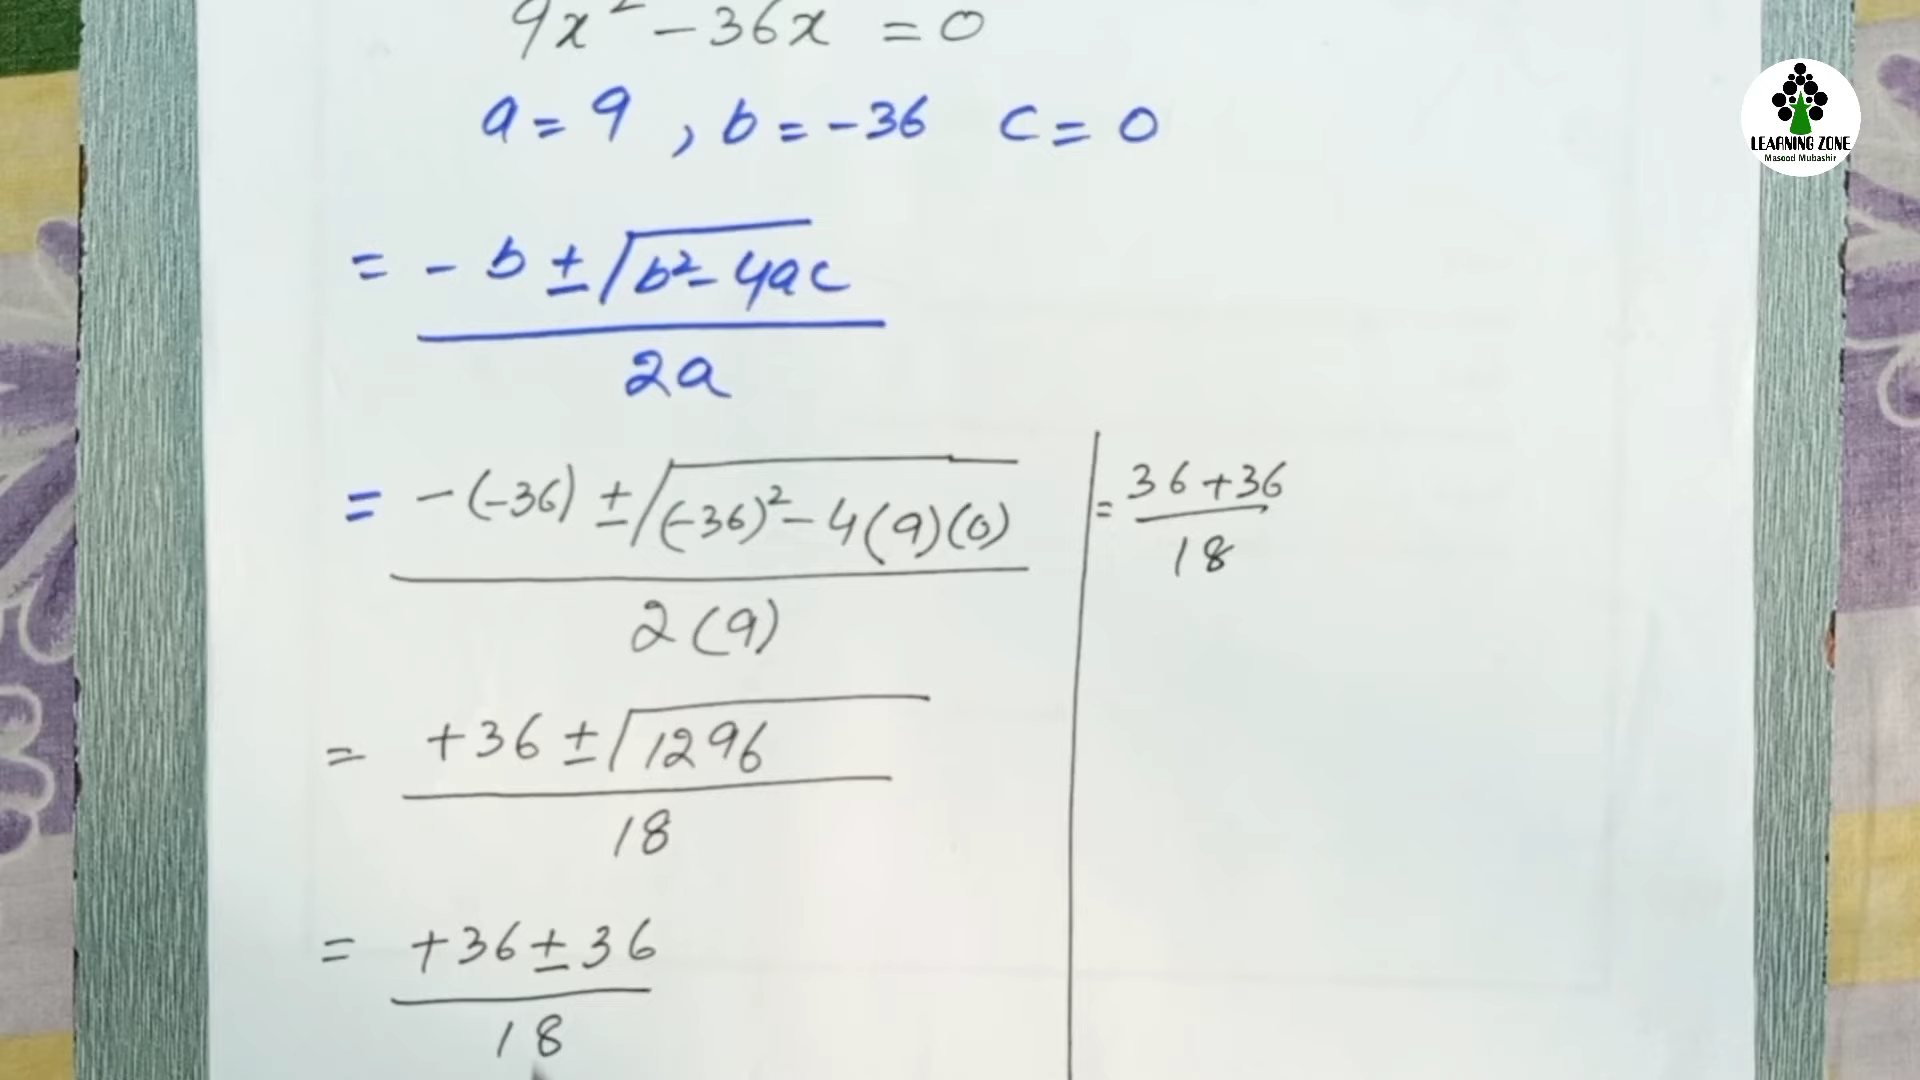 9x² - 36x = 0
a = 9 , b = -36 c = 0
= - b ± √b² - 4ac
2a
= -(-36) ± √(-36)² - 4(9)(0)
2(9)
= +36 ± √1296
18
= +36 ± 36
18
= 36 + 36
18
LEARNING ZONE
Masood Mubashir